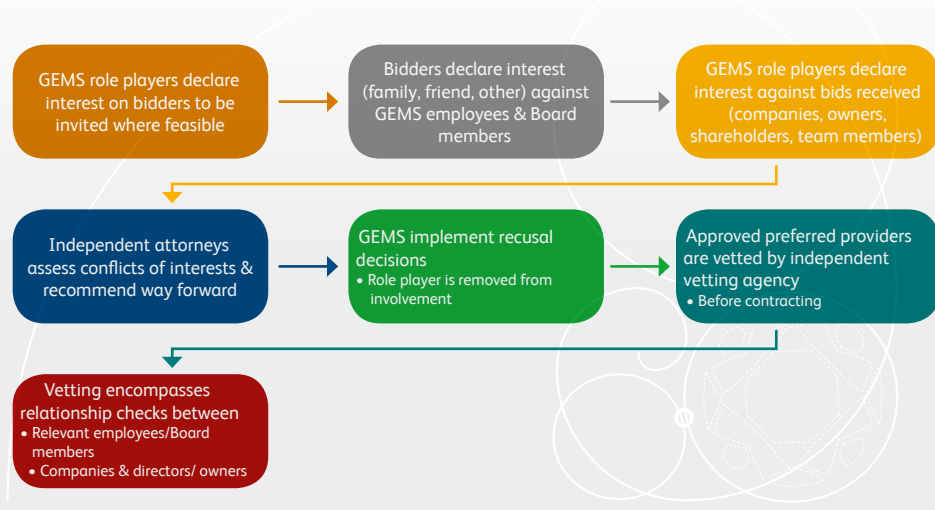 GEMS role players declare
interest on bidders to be
invited where feasible
Bidders declare interest
(family, friend, other) against
GEMS employees & Board
members
GEMS role players declare
interest against bids received
(companies, owners,
shareholders, team members)
Independent attorneys
assess conflicts of interests &
recommend way forward
GEMS implement recusal
decisions
• Role player is removed from
involvement
Approved preferred providers
are vetted by independent
vetting agency
• Before contracting
Vetting encompasses
relationship checks between
• Relevant employees/Board
members
• Companies & directors/ owners